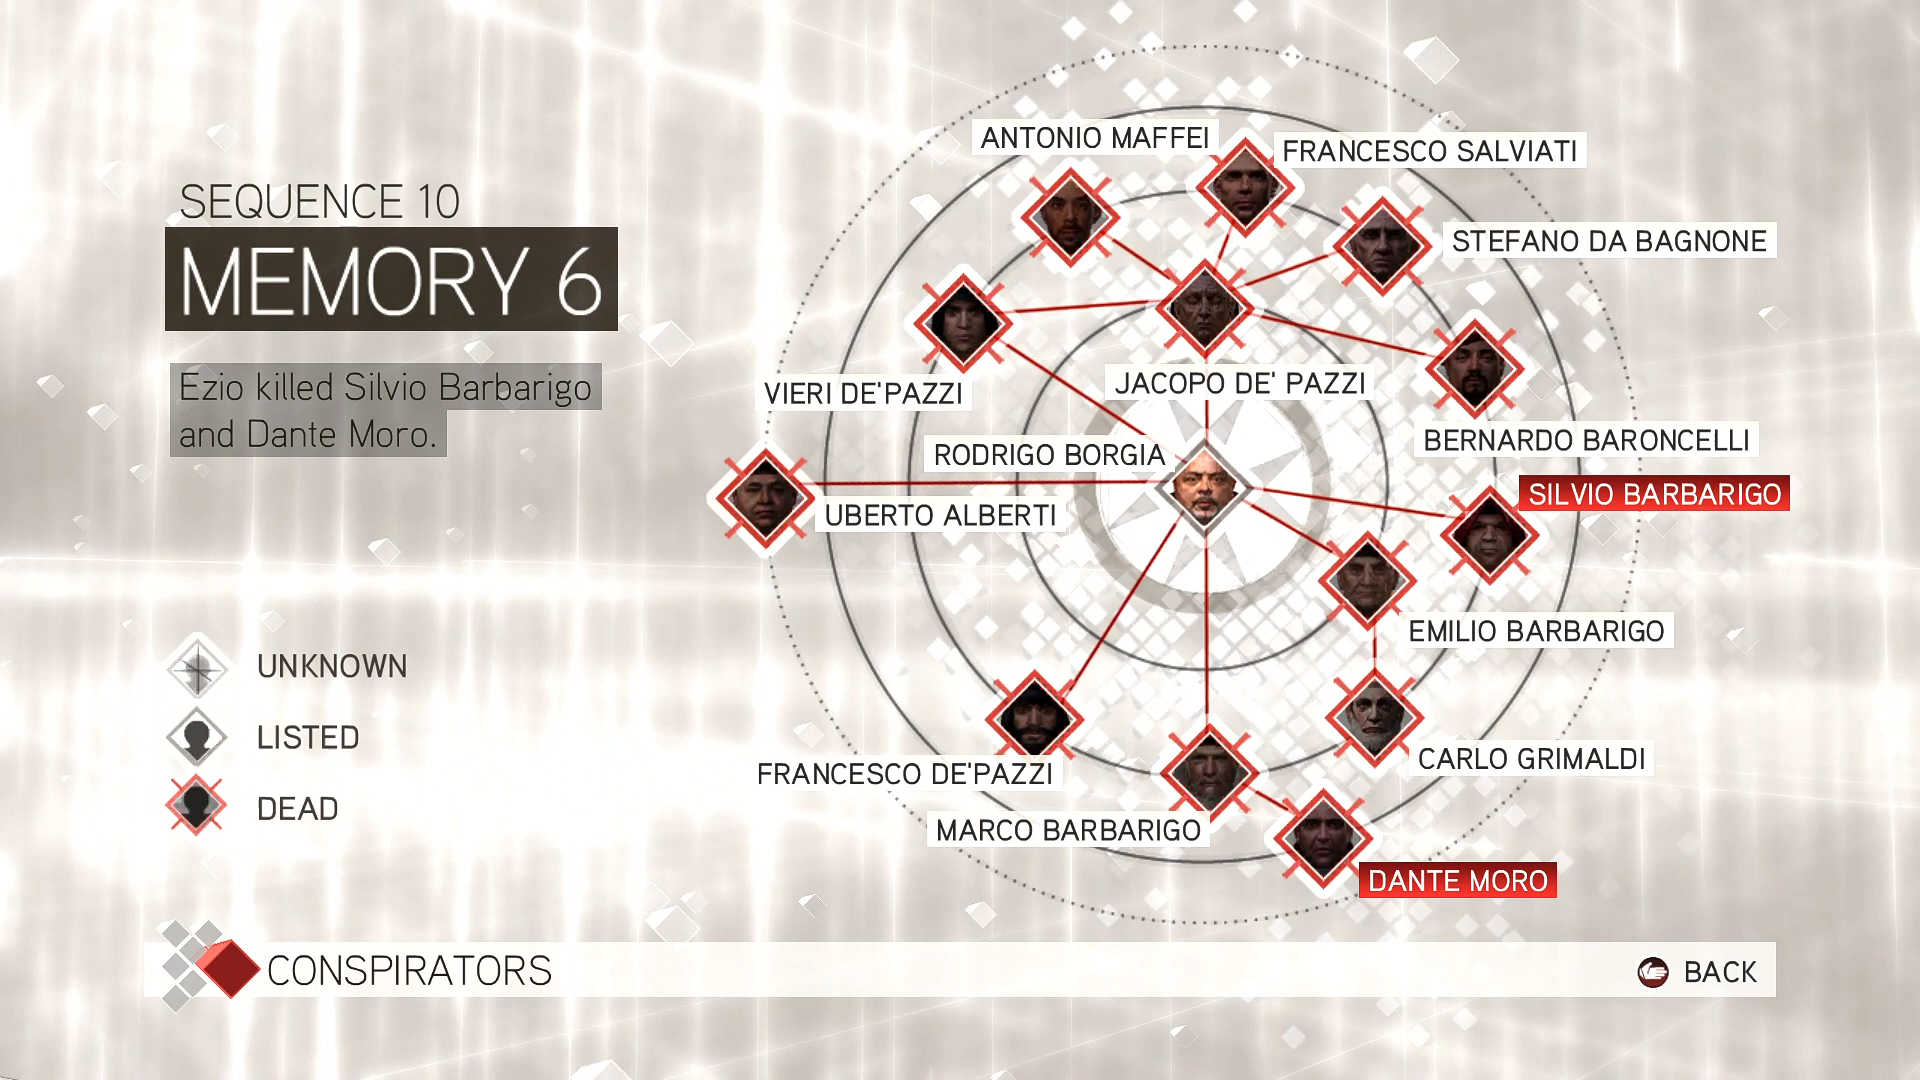 SEQUENCE 10
MEMORY 6
Ezio killed Silvio Barbarigo
and Dante Moro.
ANTONIO MAFFEI
FRANCESCO SALVIATI
STEFANO DA BAGNONE
VIERI DE'PAZZI
JACOPO DE' PAZZI
BERNARDO BARONCELLI
RODRIGO BORGIA
SILVIO BARBARIGO
UBERTO ALBERTI
EMILIO BARBARIGO
FRANCESCO DE'PAZZI
CARLO GRIMALDI
MARCO BARBARIGO
DANTE MORO
UNKNOWN
LISTED
DEAD
CONSPIRATORS
BACK